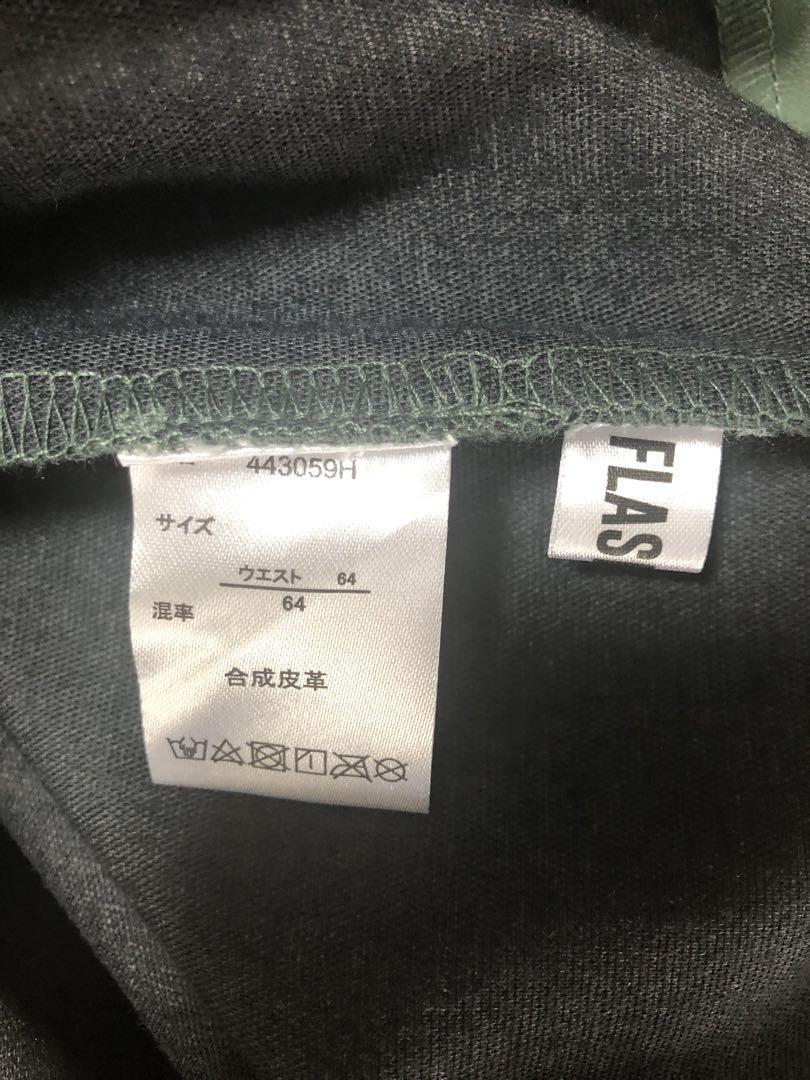 443059H
サイズ
ウエスト 64
64
混率
合成皮革
FLAS